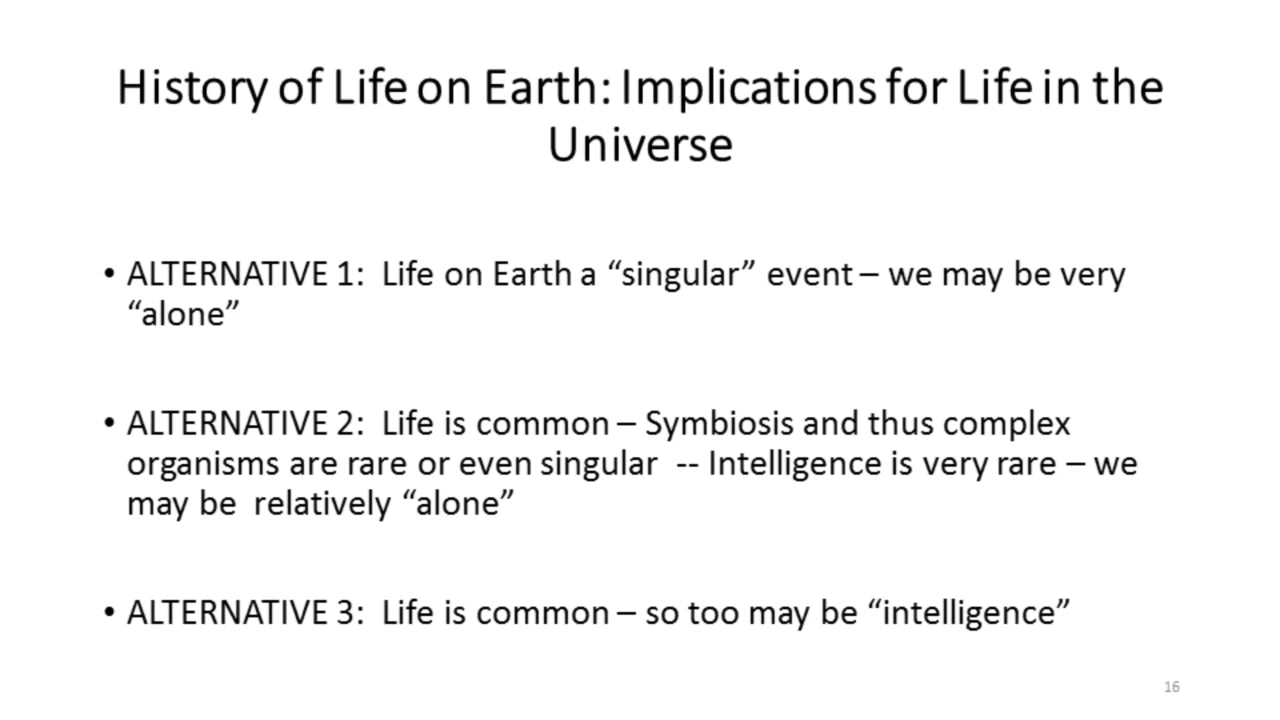 History of Life on Earth: Implications for Life in the
Universe
• ALTERNATIVE 1:  Life on Earth a “singular” event – we may be very
“alone”
• ALTERNATIVE 2:  Life is common – Symbiosis and thus complex
organisms are rare or even singular  -- Intelligence is very rare – we
may be  relatively “alone”
• ALTERNATIVE 3:  Life is common – so too may be “intelligence”
16